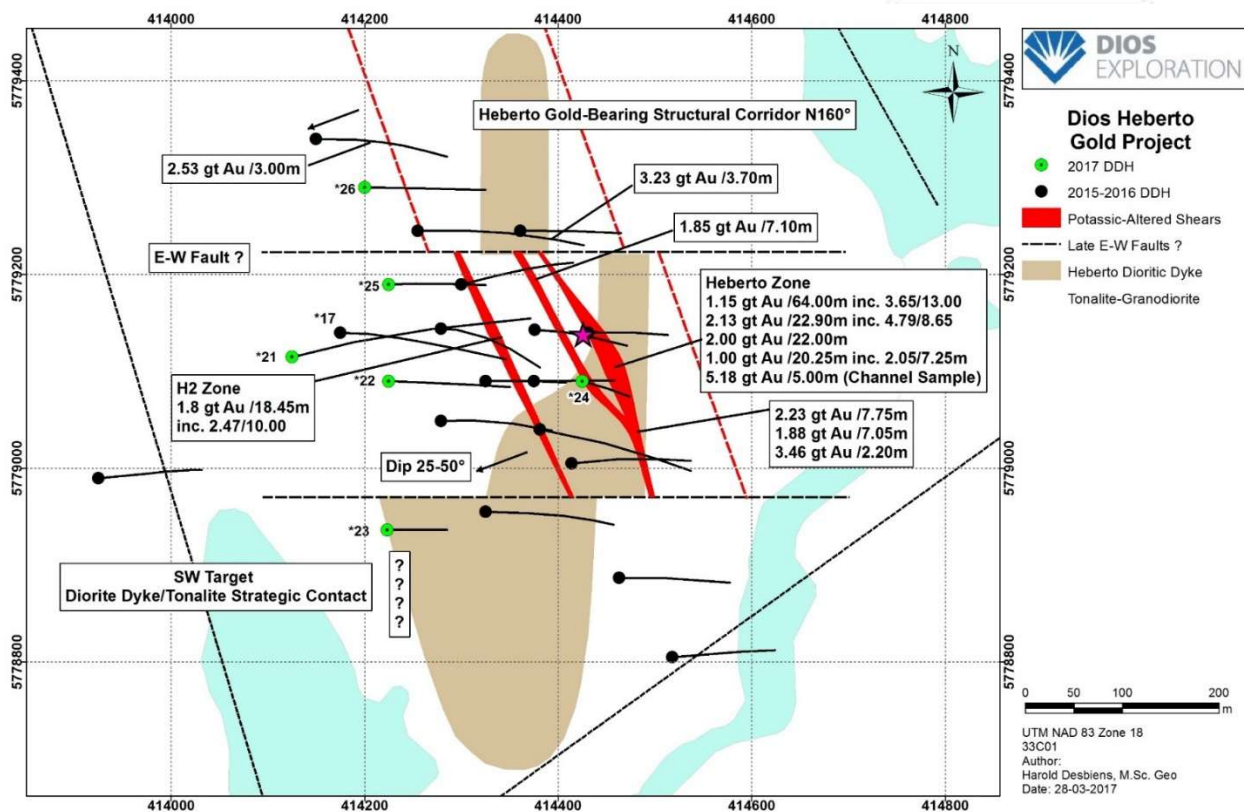 414000 414200 414400 414600 414800
5779400
5779200
5779000
5778800
5779400
5779200
5779000
5778800
Heberto Gold-Bearing Structural Corridor N160°
2.53 gt Au /3.00m
*26
3.23 gt Au /3.70m
1.85 gt Au /7.10m
E-W Fault ?
*25
Heberto Zone
1.15 gt Au /64.00m inc. 3.65/13.00
2.13 gt Au /22.90m inc. 4.79/8.65
2.00 gt Au /22.00m
1.00 gt Au /20.25m inc. 2.05/7.25m
5.18 gt Au /5.00m (Channel Sample)
*17
*21
*22
*24
H2 Zone
1.8 gt Au /18.45m
inc. 2.47/10.00
2.23 gt Au /7.75m
1.88 gt Au /7.05m
3.46 gt Au /2.20m
Dip 25-50°
*23
?
?
?
?
SW Target
Diorite Dyke/Tonalite Strategic Contact
414000 414200 414400 414600 414800
N
DIOS
EXPLORATION
Dios Heberto
Gold Project
2017 DDH
2015-2016 DDH
Potassic-Altered Shears
Late E-W Faults ?
Heberto Dioritic Dyke
Tonalite-Granodiorite
0 50 100 200
m
UTM NAD 83 Zone 18
33C01
Author:
Harold Desbiens, M.Sc. Geo
Date: 28-03-2017